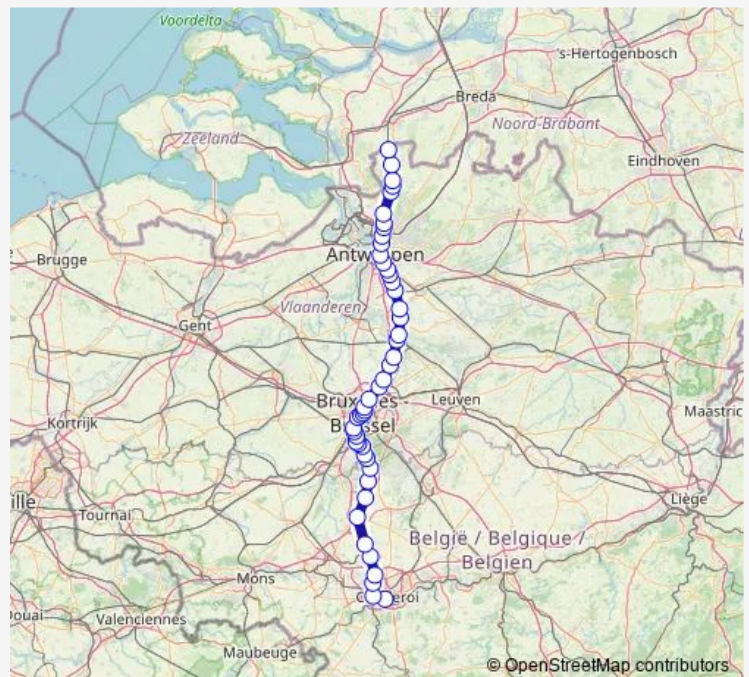 Voordelta
's-Hertogenbosch
Breda
Noord-Brabant
Zeeland
Eindhoven
Antw
pen
Brugge
Vlaanderen
Gent
Brux
es -
Leuven
Br
ssel
Maastric
Kortrijk
ille
Liège
Tournai
België / Belgique /
Belgien
Mons
C
eroi
Douai
Valenciennes
Maubeuge
© OpenStreetMap contributors